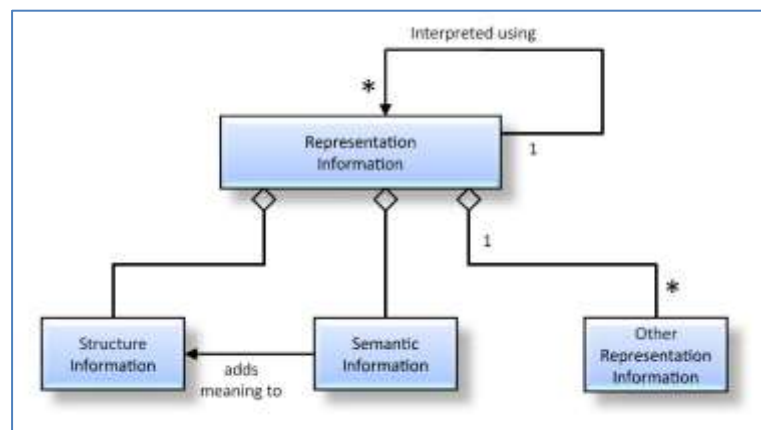 Interpreted using
*
Representation
Information
1
1
*
Structure
Information
adds
meaning to
Semantic
Information
Other
Representation
Information